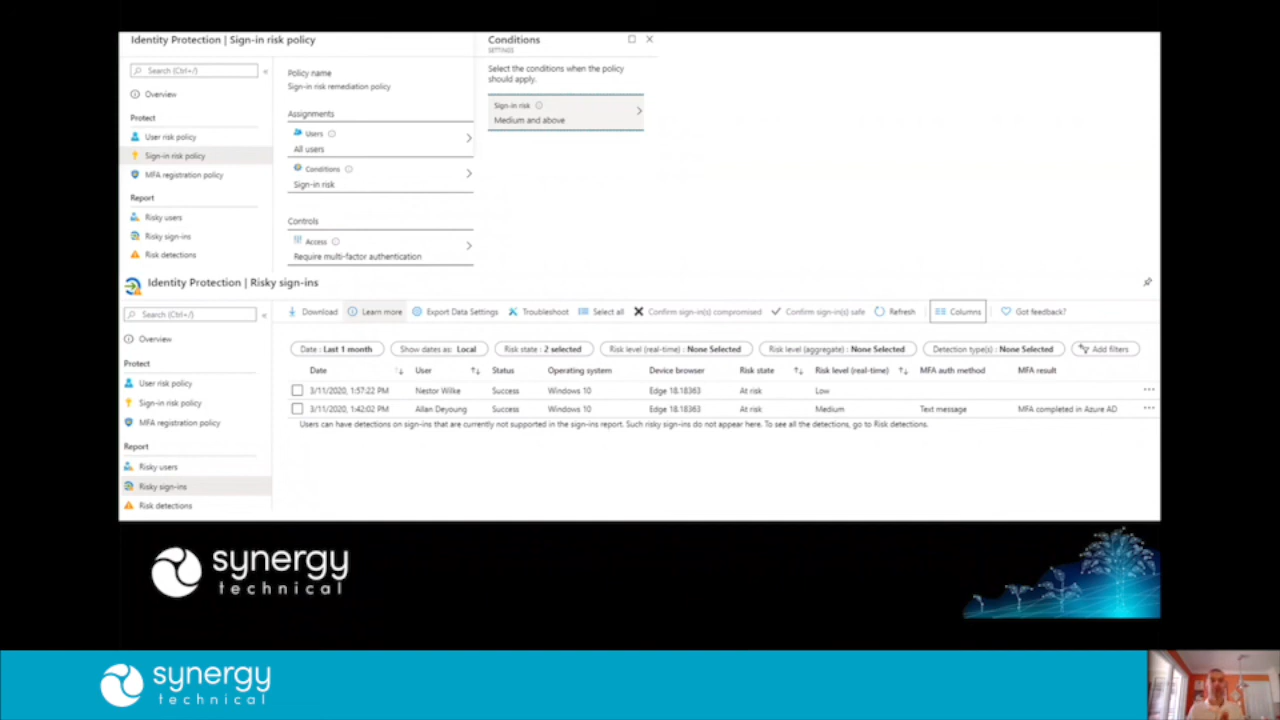 Identity Protection | Sign-in risk policy
Search (Ctrl+/)
«
Overview
Protect
User risk policy
Sign-in risk policy
MFA registration policy
Report
Risky users
Risky sign-ins
Risk detections
Policy name
Sign-in risk remediation policy
Assignments
Users
All users
Conditions
Sign-in risk
Controls
Access
Require multi-factor authentication
Conditions
SETTINGS
Select the conditions when the policy
should apply.
Sign-in risk
Medium and above
Identity Protection | Risky sign-ins
Search (Ctrl+/)
«
Overview
Protect
User risk policy
Sign-in risk policy
MFA registration policy
Report
Risky users
Risky sign-ins
Risk detections
Download Learn more Export Data Settings Troubleshoot Select all Confirm sign-in(s) compromised Confirm sign-in(s) safe Refresh Columns Got feedback?
Date : Last 1 month Show dates as: Local Risk state : 2 selected Risk level (real-time) : None Selected Risk level (aggregate) : None Selected Detection type(s) : None Selected Add filters
Date User Status Operating system Device browser Risk state Risk level (real-time) MFA auth method MFA result
3/11/2020, 1:57:22 PM Nestor Wilke Success Windows 10 Edge 18.18363 At risk Low
3/11/2020, 1:42:02 PM Allan Deyoung Success Windows 10 Edge 18.18363 At risk Medium Text message MFA completed in Azure AD
Users can have detections on sign-ins that are currently not supported in the sign-ins report. Such risky sign-ins do not appear here. To see all the detections, go to Risk detections.
synergy
technical
synergy
technical